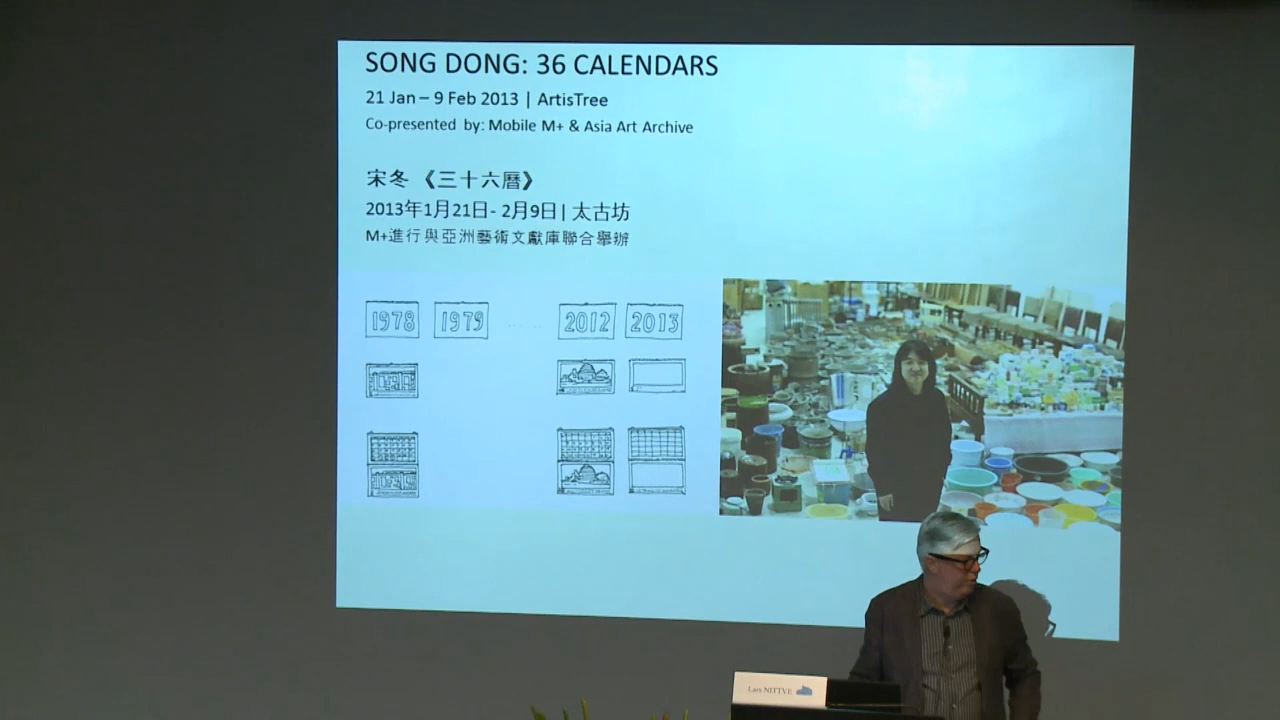 SONG DONG: 36 CALENDARS
21 Jan – 9 Feb 2013 | ArtisTree
Co-presented by: Mobile M+ & Asia Art Archive
宋冬 《三十六曆》
2013年1月21日- 2月9日| 太古坊
M+進行與亞洲藝術文獻庫聯合舉辦
1978 1979 ... ... 2012 2013
Lars NITTVE